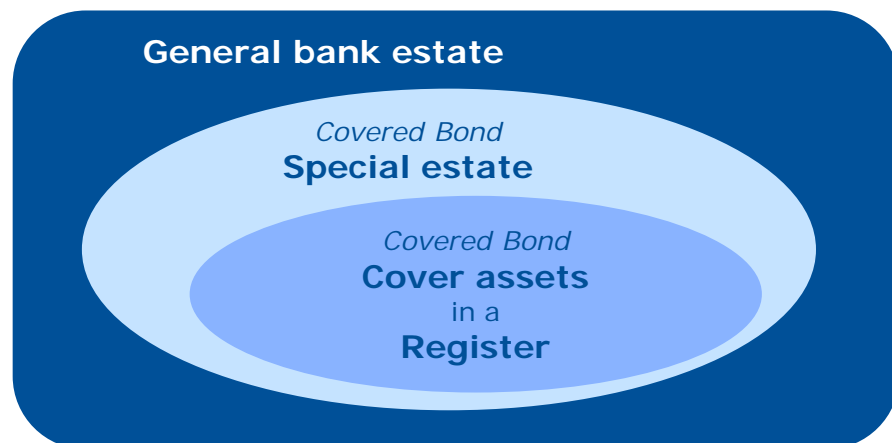 General bank estate
Covered Bond
Special estate
Covered Bond
Cover assets
in a
Register